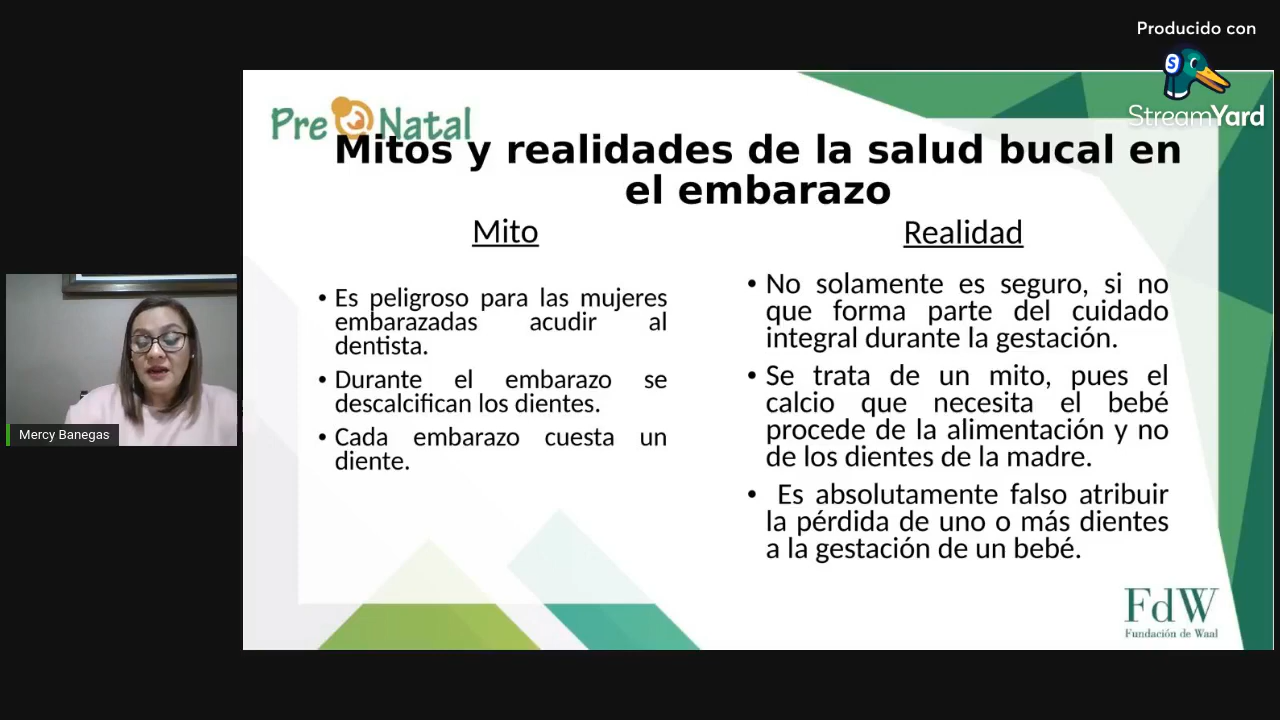 Producido con
StreamYard
PreNatal
Mitos y realidades de la salud bucal en
el embarazo
Mito
• Es peligroso para las mujeres
embarazadas acudir al
dentista.
• Durante el embarazo se
descalcifican los dientes.
• Cada embarazo cuesta un
diente.
Realidad
• No solamente es seguro, si no
que forma parte del cuidado
integral durante la gestación.
• Se trata de un mito, pues el
calcio que necesita el bebé
procede de la alimentación y no
de los dientes de la madre.
• Es absolutamente falso atribuir
la pérdida de uno o más dientes
a la gestación de un bebé.
Mercy Banegas
FdW
Fundación de Waal